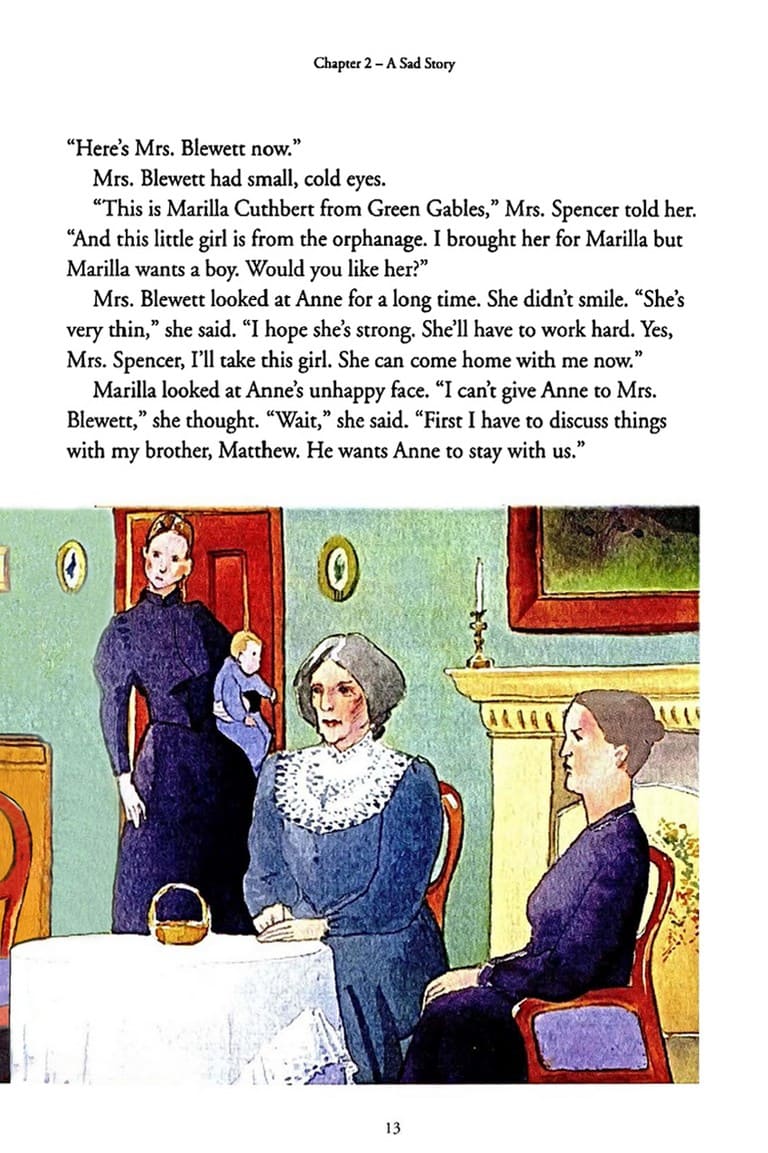 Chapter 2 – A Sad Story
“Here’s Mrs. Blewett now.”
Mrs. Blewett had small, cold eyes.
“This is Marilla Cuthbert from Green Gables,” Mrs. Spencer told her.
“And this little girl is from the orphanage. I brought her for Marilla but
Marilla wants a boy. Would you like her?”
Mrs. Blewett looked at Anne for a long time. She didn’t smile. “She’s
very thin,” she said. “I hope she’s strong. She’ll have to work hard. Yes,
Mrs. Spencer, I’ll take this girl. She can come home with me now.”
Marilla looked at Anne’s unhappy face. “I can’t give Anne to Mrs.
Blewett,” she thought. “Wait,” she said. “First I have to discuss things
with my brother, Matthew. He wants Anne to stay with us.”
13